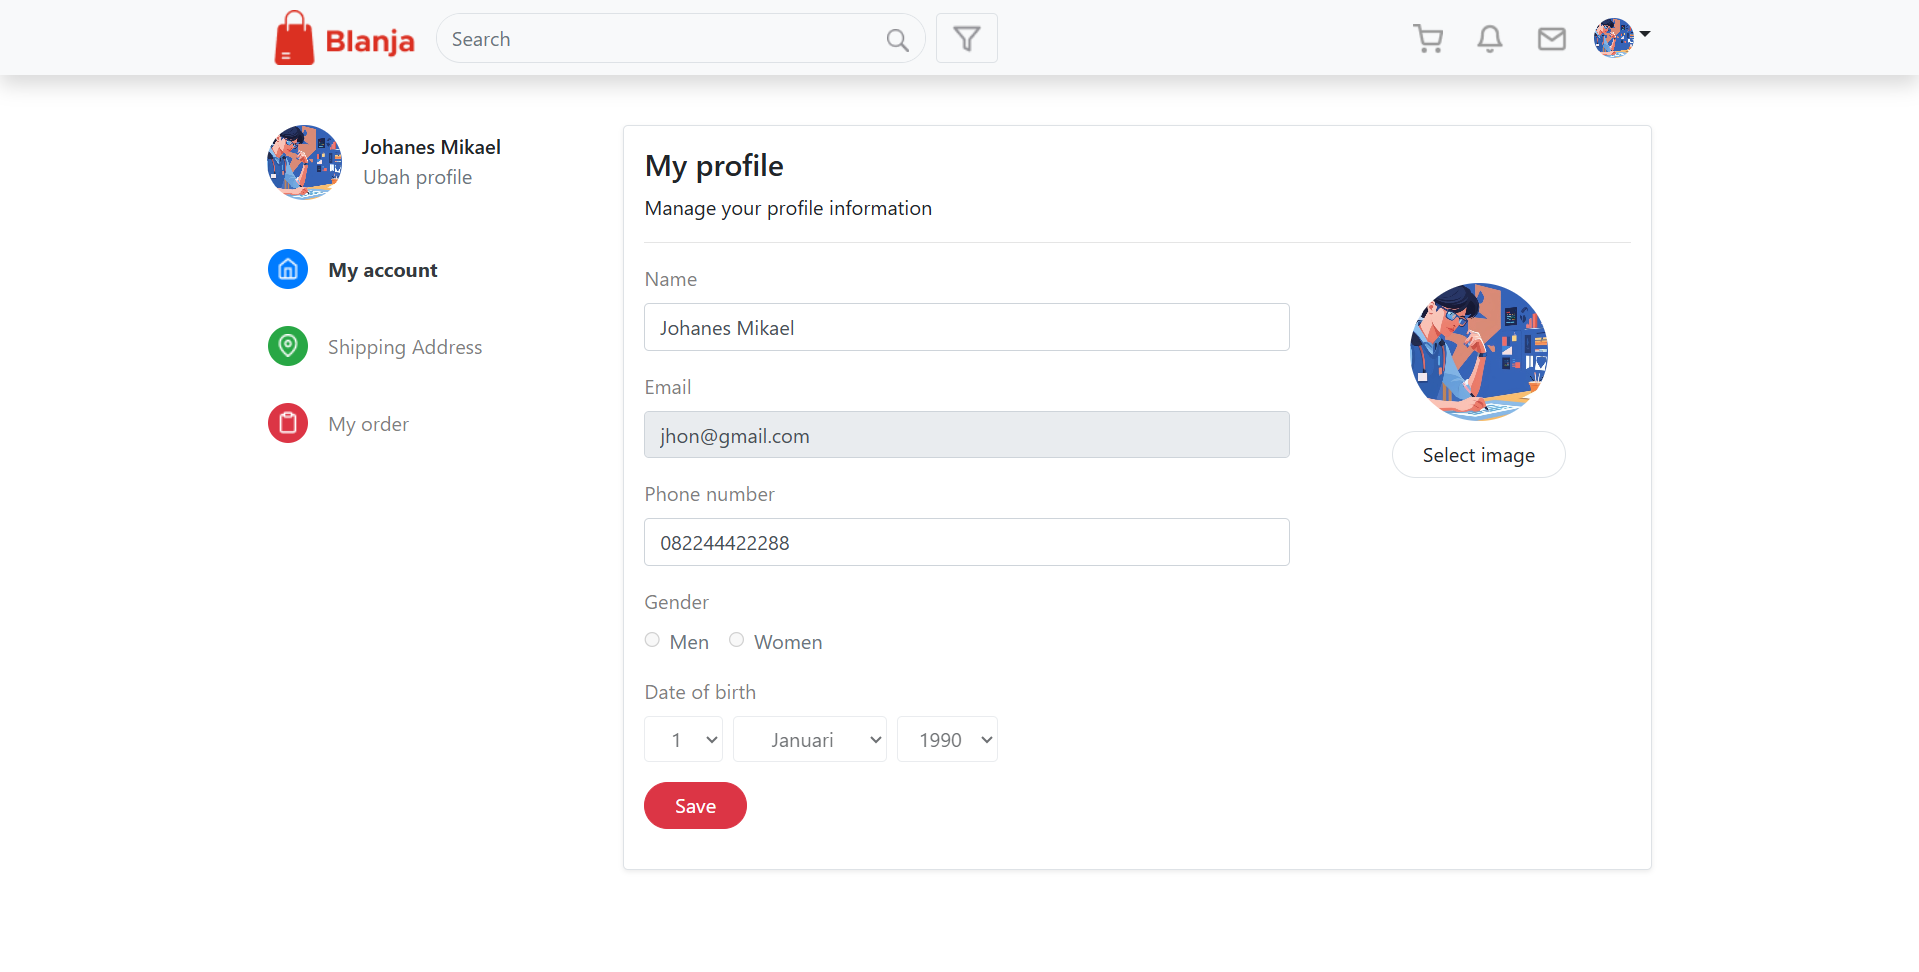 Blanja
Search
Johanes Mikael
Ubah profile
My account
Shipping Address
My order
My profile
Manage your profile information
Name
Johanes Mikael
Email
jhon@gmail.com
Select image
Phone number
082244422288
Gender
Men Women
Date of birth
1 Januari 1990
Save